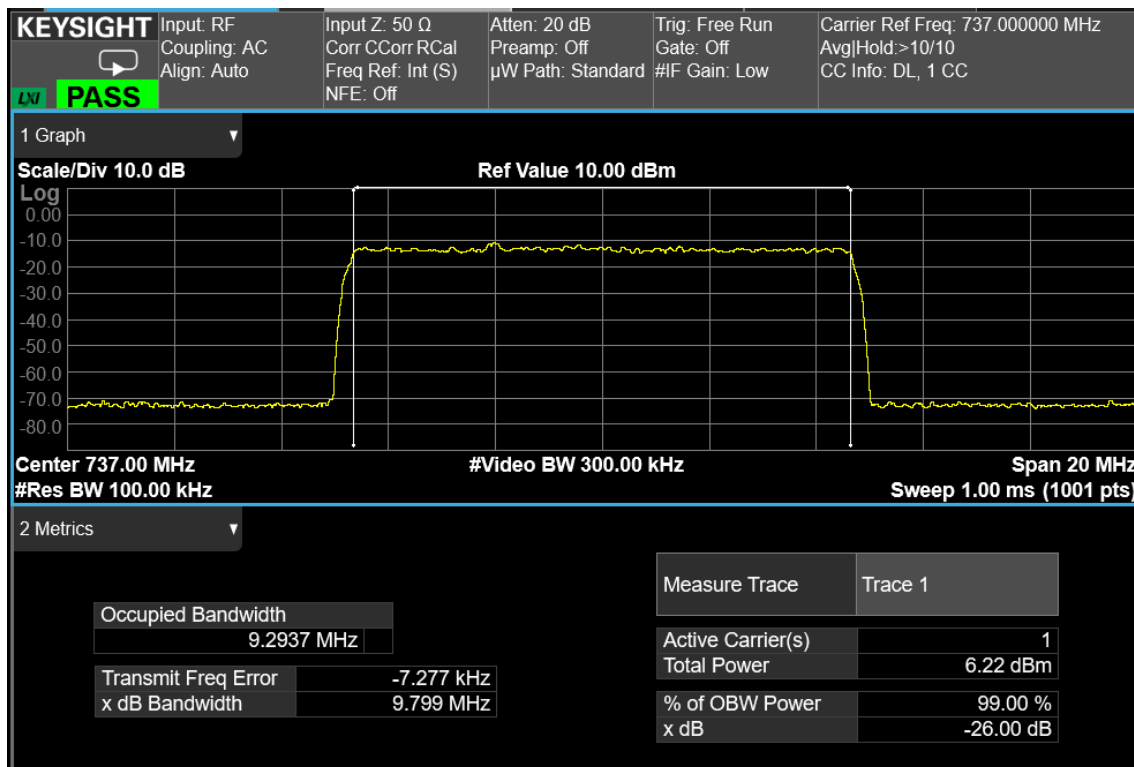 KEYSIGHT
LXI
PASS
Input: RF
Coupling: AC
Align: Auto
Input Z: 50 Ω
Corr CCorr RCal
Freq Ref: Int (S)
NFE: Off
Atten: 20 dB
Preamp: Off
µW Path: Standard
Trig: Free Run
Gate: Off
#IF Gain: Low
Carrier Ref Freq: 737.000000 MHz
Avg|Hold:>10/10
CC Info: DL, 1 CC
1 Graph
Scale/Div 10.0 dB
Ref Value 10.00 dBm
Log
0.00
-10.0
-20.0
-30.0
-40.0
-50.0
-60.0
-70.0
-80.0
Center 737.00 MHz
#Video BW 300.00 kHz
Span 20 MHz
#Res BW 100.00 kHz
Sweep 1.00 ms (1001 pts)
2 Metrics
Measure Trace Trace 1
Occupied Bandwidth
9.2937 MHz
Transmit Freq Error -7.277 kHz
x dB Bandwidth 9.799 MHz
Active Carrier(s) 1
Total Power 6.22 dBm
% of OBW Power 99.00 %
x dB -26.00 dB